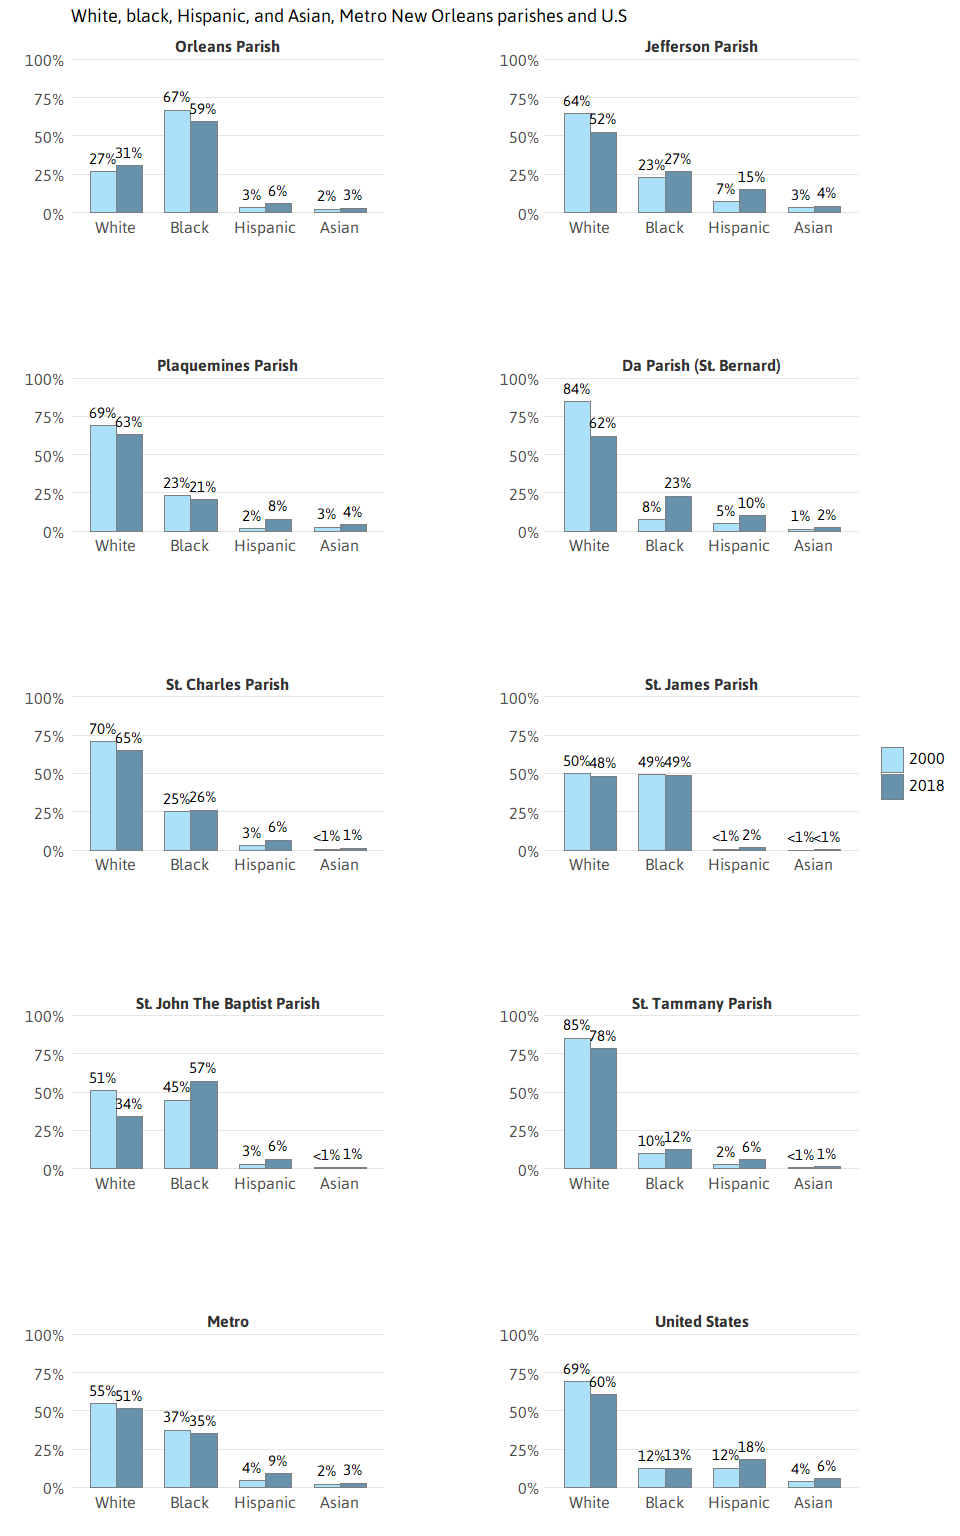 White, black, Hispanic, and Asian, Metro New Orleans parishes and U.S
Orleans Parish
100%
75%
50%
25%
0%
67%
59%
27%
31%
3%
6%
2%
3%
White
Black
Hispanic
Asian
Jefferson Parish
100%
75%
50%
25%
0%
64%
52%
23%
27%
7%
15%
3%
4%
White
Black
Hispanic
Asian
Plaquemines Parish
100%
75%
50%
25%
0%
69%
63%
23%
21%
2%
8%
3%
4%
White
Black
Hispanic
Asian
Da Parish (St. Bernard)
100%
75%
50%
25%
0%
84%
62%
8%
23%
5%
10%
1%
2%
White
Black
Hispanic
Asian
St. Charles Parish
100%
75%
50%
25%
0%
70%
65%
25%
26%
3%
6%
<1%
1%
White
Black
Hispanic
Asian
St. James Parish
100%
75%
50%
25%
0%
50%
48%
49%
49%
<1%
2%
<1%
<1%
White
Black
Hispanic
Asian
2000
2018
St. John The Baptist Parish
100%
75%
50%
25%
0%
51%
34%
45%
57%
3%
6%
<1%
1%
White
Black
Hispanic
Asian
St. Tammany Parish
100%
75%
50%
25%
0%
85%
78%
10%
12%
2%
6%
<1%
1%
White
Black
Hispanic
Asian
Metro
100%
75%
50%
25%
0%
55%
51%
37%
35%
4%
9%
2%
3%
White
Black
Hispanic
Asian
United States
100%
75%
50%
25%
0%
69%
60%
12%
13%
12%
18%
4%
6%
White
Black
Hispanic
Asian